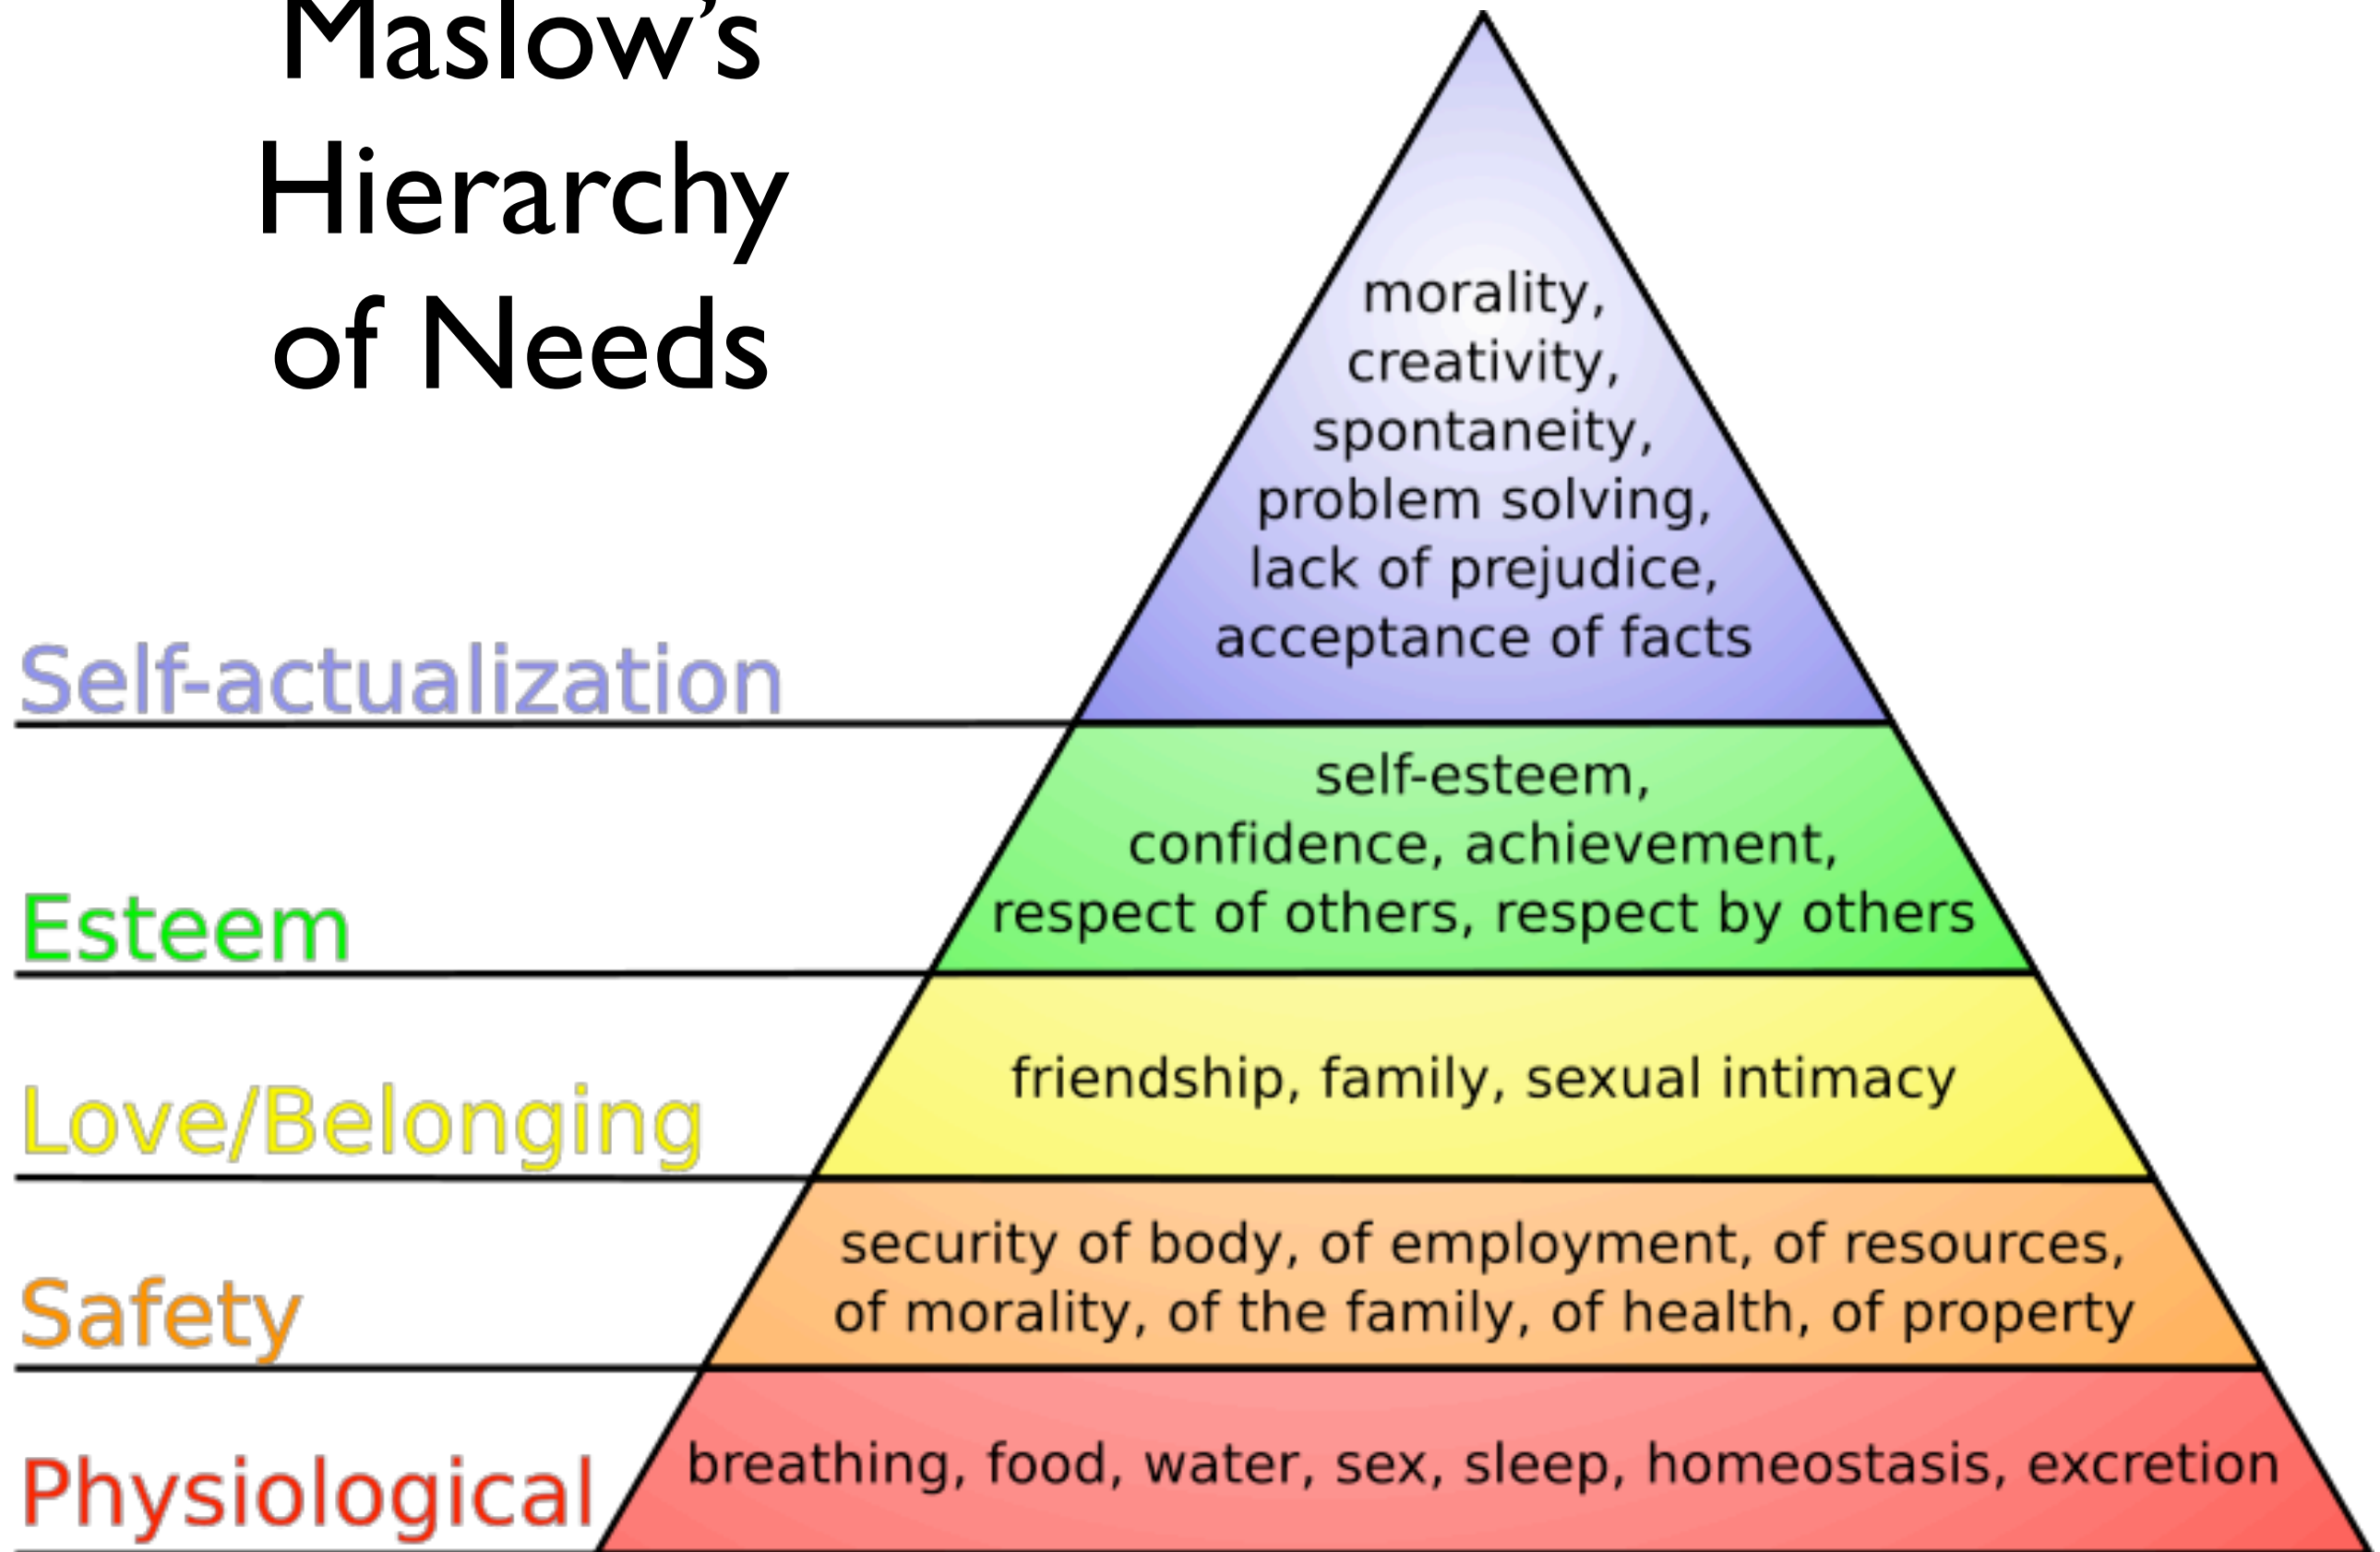 Maslow's
Hierarchy
of Needs
morality,
creativity,
spontaneity,
problem solving,
lack of prejudice,
acceptance of facts
Self-actualization
self-esteem,
confidence, achievement,
respect of others, respect by others
Esteem
friendship, family, sexual intimacy
Love/Belonging
security of body, of employment, of resources,
of morality, of the family, of health, of property
Safety
breathing, food, water, sex, sleep, homeostasis, excretion
Physiological